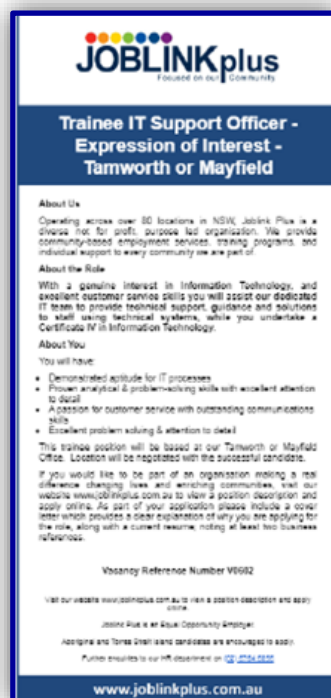 JOBLINKplus
Focused on our Community
Trainee IT Support Officer -
Expression of Interest -
Tamworth or Mayfield
About Us
Operating across over 80 locations in NSW, Joblink Plus is a
diverse not for profit, purpose led organisation. We provide
community-based employment services, training programs, and
individual support to every community we are part of.
About the Role
With a genuine interest in Information Technology, and
excellent customer service skills you will assist our dedicated
IT team to provide technical support, guidance and solutions
to staff using technical systems, while you undertake a
Certificate IV in Information Technology.
About You
You will have:
• Demonstrated aptitude for IT processes
• Proven analytical & problem-solving skills with excellent attention
to detail
• A passion for customer service with outstanding communications
skills
• Excellent problem solving & attention to detail
This trainee position will be based at our Tamworth or Mayfield
Office. Location will be negotiated with the successful candidate.
If you would like to be part of an organisation making a real
difference changing lives and enriching communities, visit our
website www.joblinkplus.com.au to view a position description and
apply online. As part of your application please include a cover
letter which provides a clear explanation of why you are applying for
the role, along with a current resume, noting at least two business
references.
Vacancy Reference Number V0602
Visit our website www.joblinkplus.com.au to view a position description and apply
online.
Joblink Plus is an Equal Opportunity Employer.
Aboriginal and Torres Strait Island candidates are encouraged to apply.
Further enquiries to our HR department on
www.joblinkplus.com.au